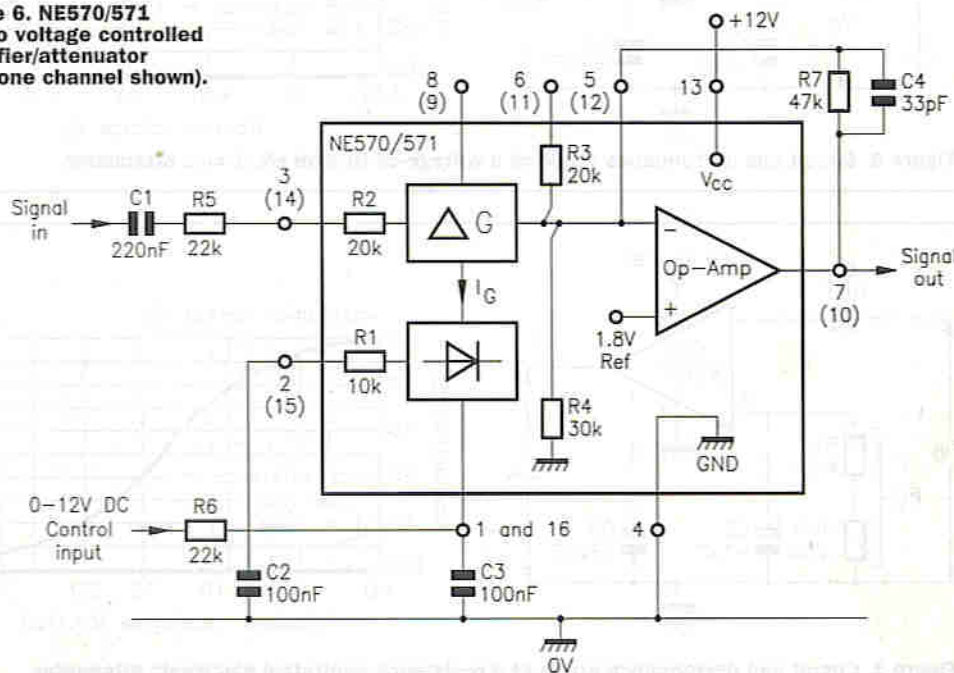 e 6. NE570/571
o voltage controlled
fier/attenuator
one channel shown).
+12V
8
(9)
6
(11)
5
(12)
13
R7
47k
C4
33pF
NE570/571
R3
20k
Vcc
Signal
in
C1
220nF
R5
22k
3
(14)
R2
20k
G
−
Op-Amp
+
Signal
out
7
(10)
IG
1.8V
Ref
2
(15)
R1
10k
R4
30k
GND
0-12V DC
Control
input
R6
22k
1 and 16
4
C2
100nF
C3
100nF
0V